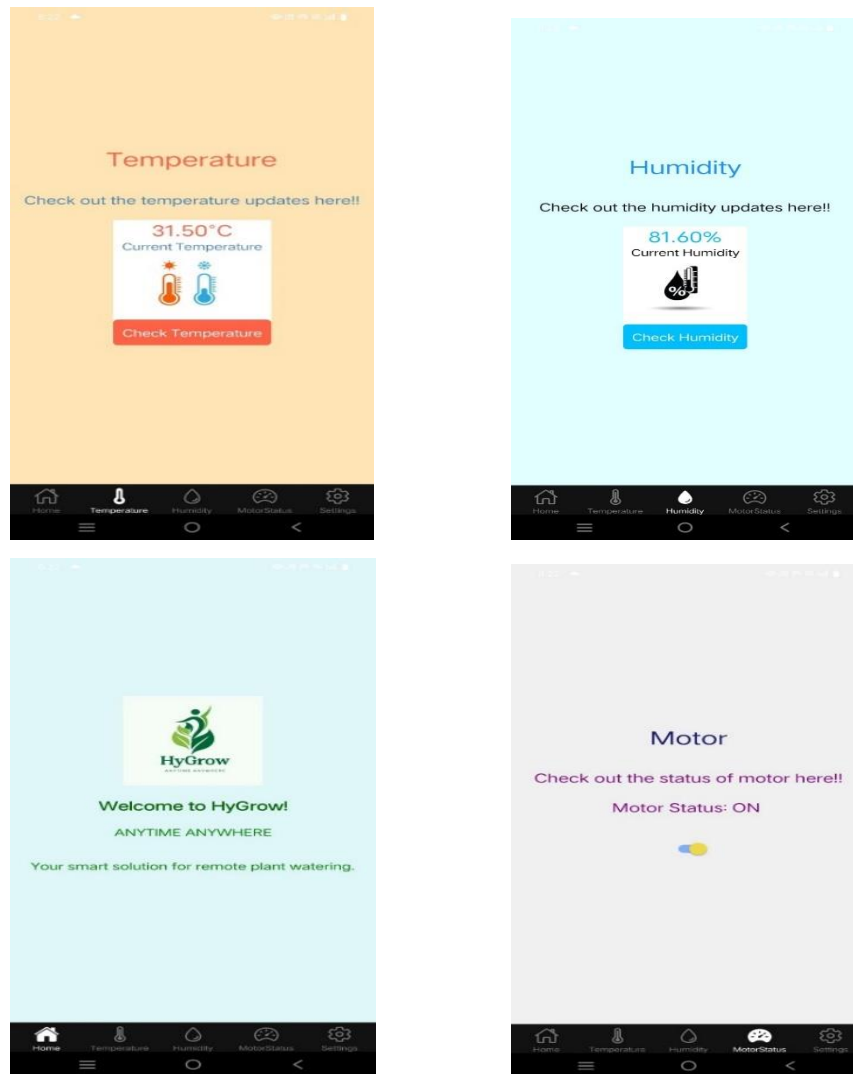 Temperature
Check out the temperature updates here!!
31.50°C
Current Temperature
Check Temperature
Home Temperature Humidity MotorStatus Settings
Humidity
Check out the humidity updates here!!
81.60%
Current Humidity
%
Check Humidity
Home Temperature Humidity MotorStatus Settings
HyGrow
ANYTIME ANYWHERE
Welcome to HyGrow!
ANYTIME ANYWHERE
Your smart solution for remote plant watering.
Home Temperature Humidity MotorStatus Settings
Motor
Check out the status of motor here!!
Motor Status: ON
Home Temperature Humidity MotorStatus Settings